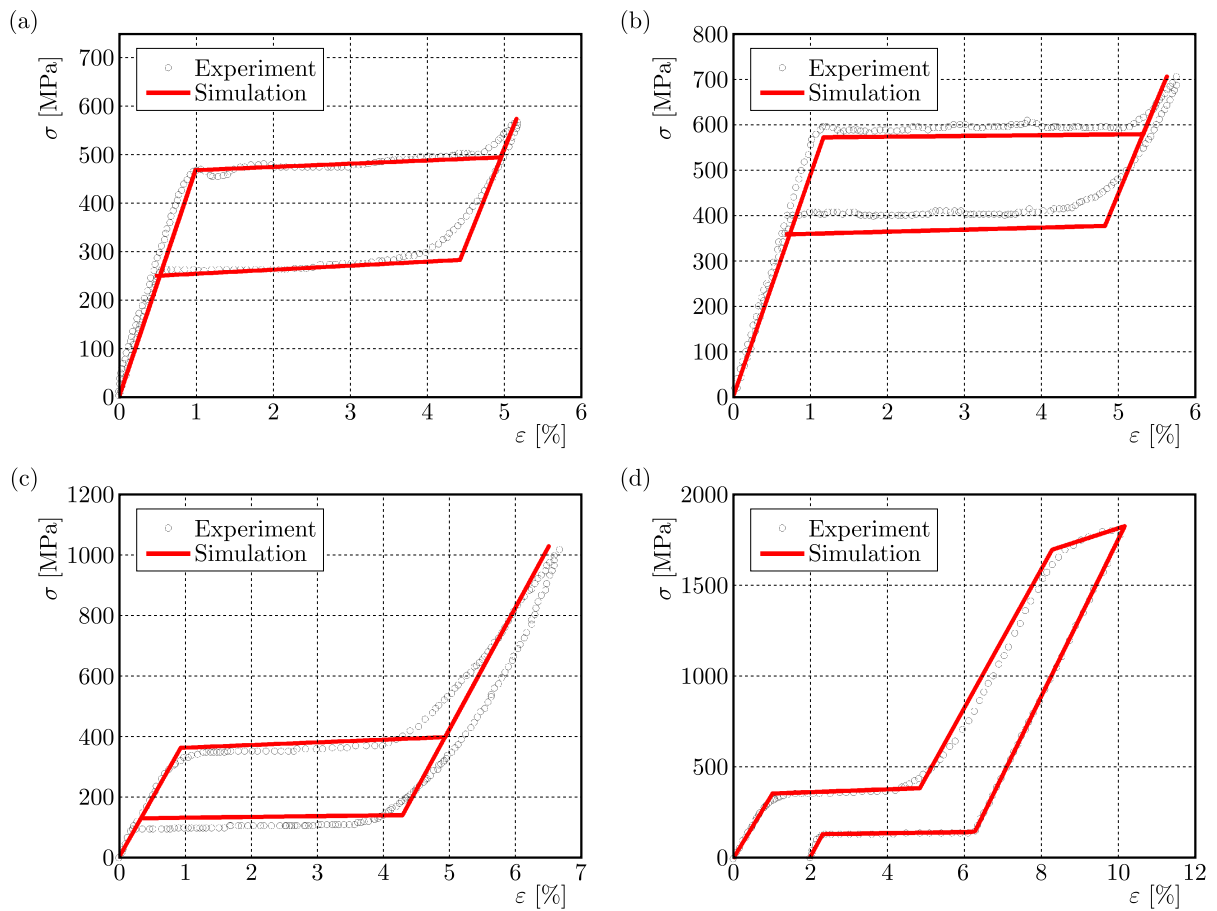 (a)
σ [MPa]
700
600
500
400
300
200
100
0
Experiment
Simulation
0 1 2 3 4 5 6
ε [%]
(b)
σ [MPa]
800
700
600
500
400
300
200
100
0
Experiment
Simulation
0 1 2 3 4 5 6
ε [%]
(c)
σ [MPa]
1200
1000
800
600
400
200
0
Experiment
Simulation
0 1 2 3 4 5 6 7
ε [%]
(d)
σ [MPa]
2000
1500
1000
500
0
Experiment
Simulation
0 2 4 6 8 10 12
ε [%]